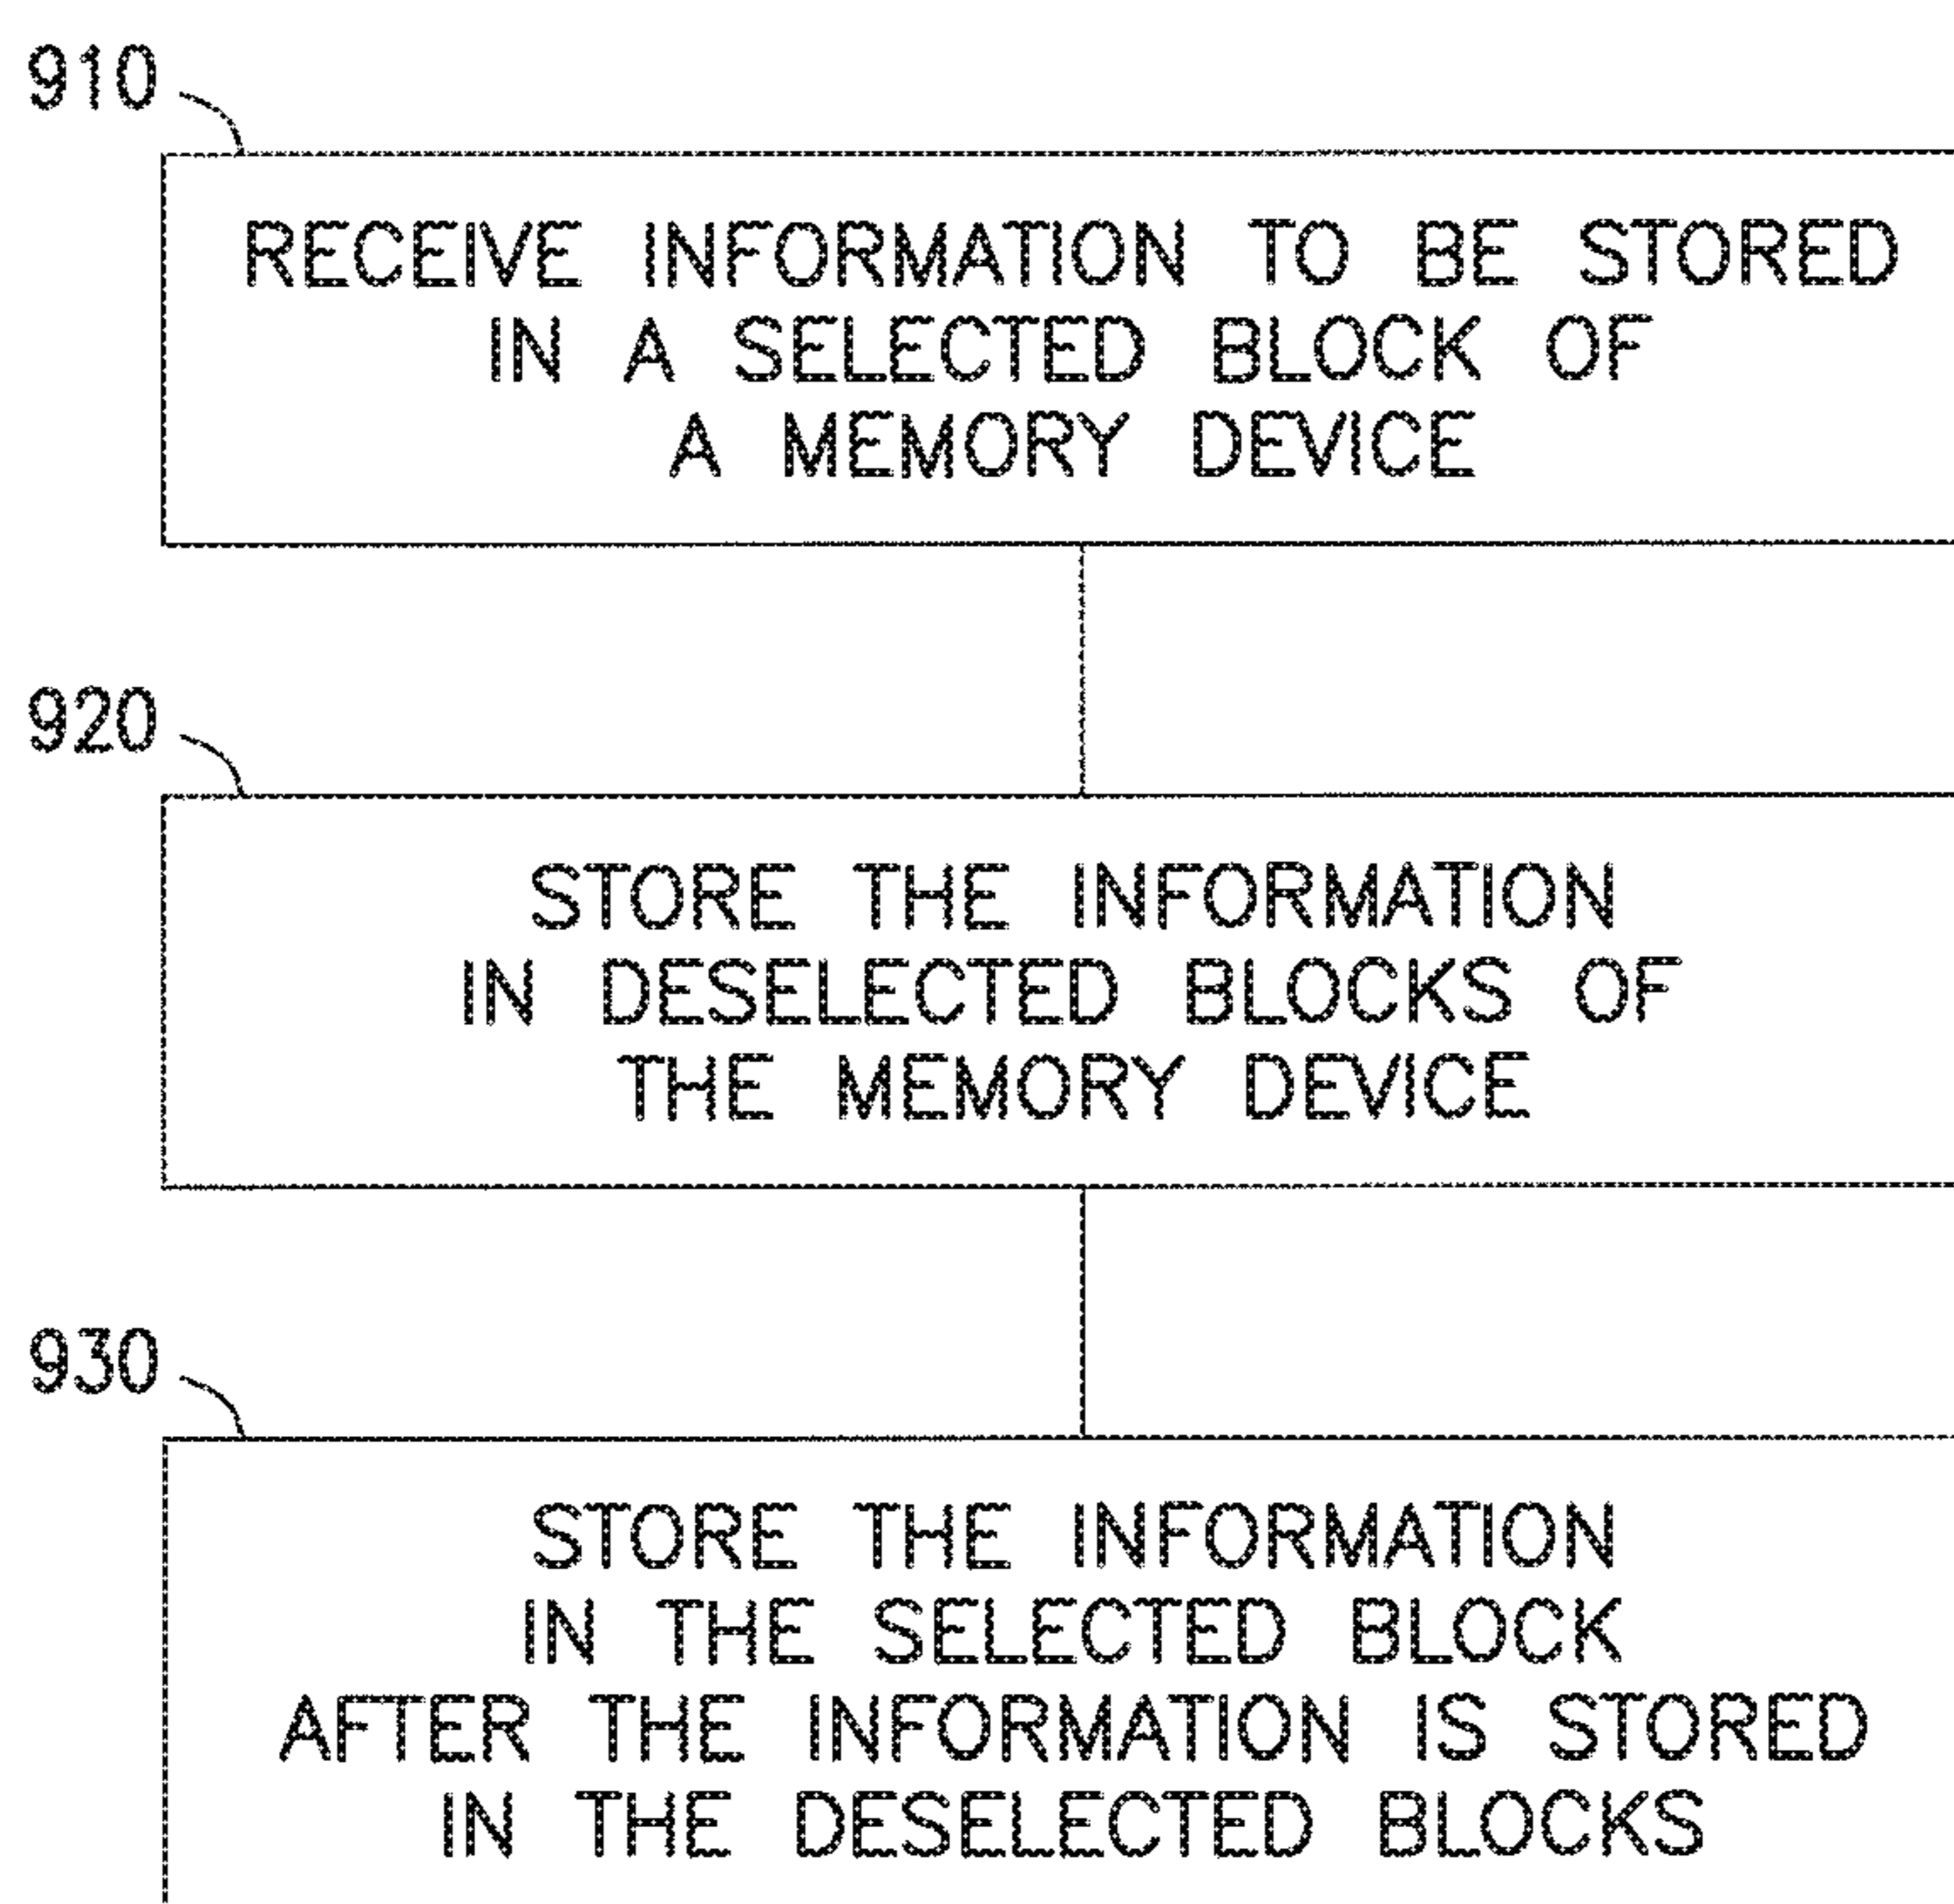 910
RECEIVE INFORMATION TO BE STORED
IN A SELECTED BLOCK OF
A MEMORY DEVICE
920
STORE THE INFORMATION
IN DESELECTED BLOCKS OF
THE MEMORY DEVICE
930
STORE THE INFORMATION
IN THE SELECTED BLOCK
AFTER THE INFORMATION IS STORED
IN THE DESELECTED BLOCKS